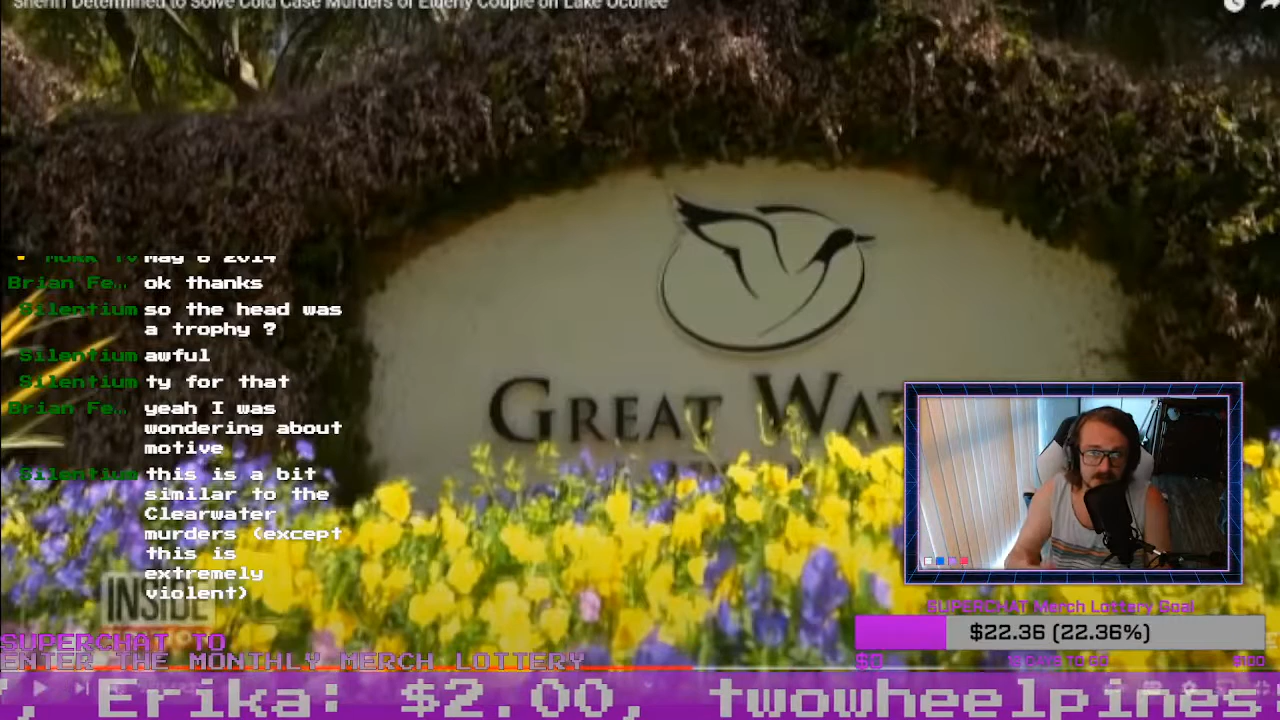 Sheriff Determined to Solve Cold Case Murders of Elderly Couple on Lake Oconee
May 6 2014
Brian Fe… ok thanks
Silentium so the head was
a trophy ?
Silentium awful
Silentium ty for that
Brian Fe… yeah I was
wondering about
motive
Silentium this is a bit
similar to the
Clearwater
murders (except
this is
extremely
violent)
GREAT WAT
INSIDE
SUPERCHAT TO
ENTER THE MONTHLY MERCH LOTTERY
SUPERCHAT Merch Lottery Goal
$22.36 (22.36%)
$0
DAYS TO GO
$100
, Erika: $2.00, twowheelpines